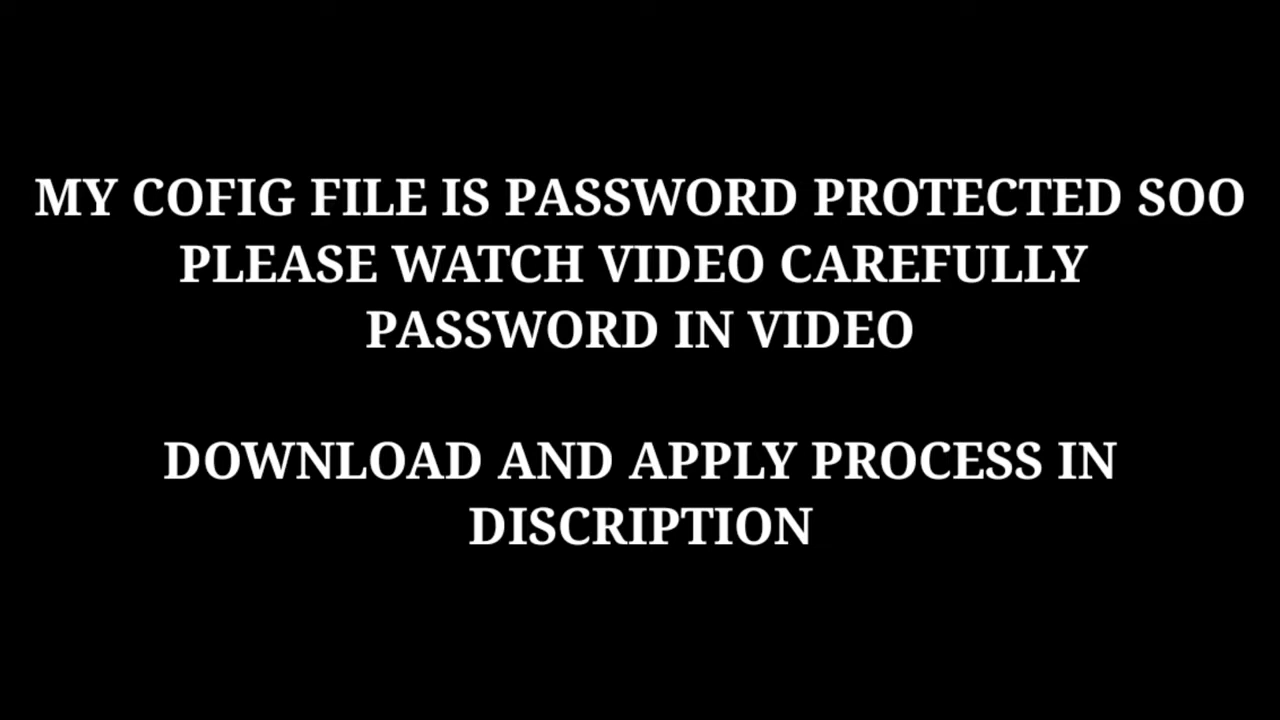 MY COFIG FILE IS PASSWORD PROTECTED SOO
PLEASE WATCH VIDEO CAREFULLY
PASSWORD IN VIDEO
DOWNLOAD AND APPLY PROCESS IN
DISCRIPTION